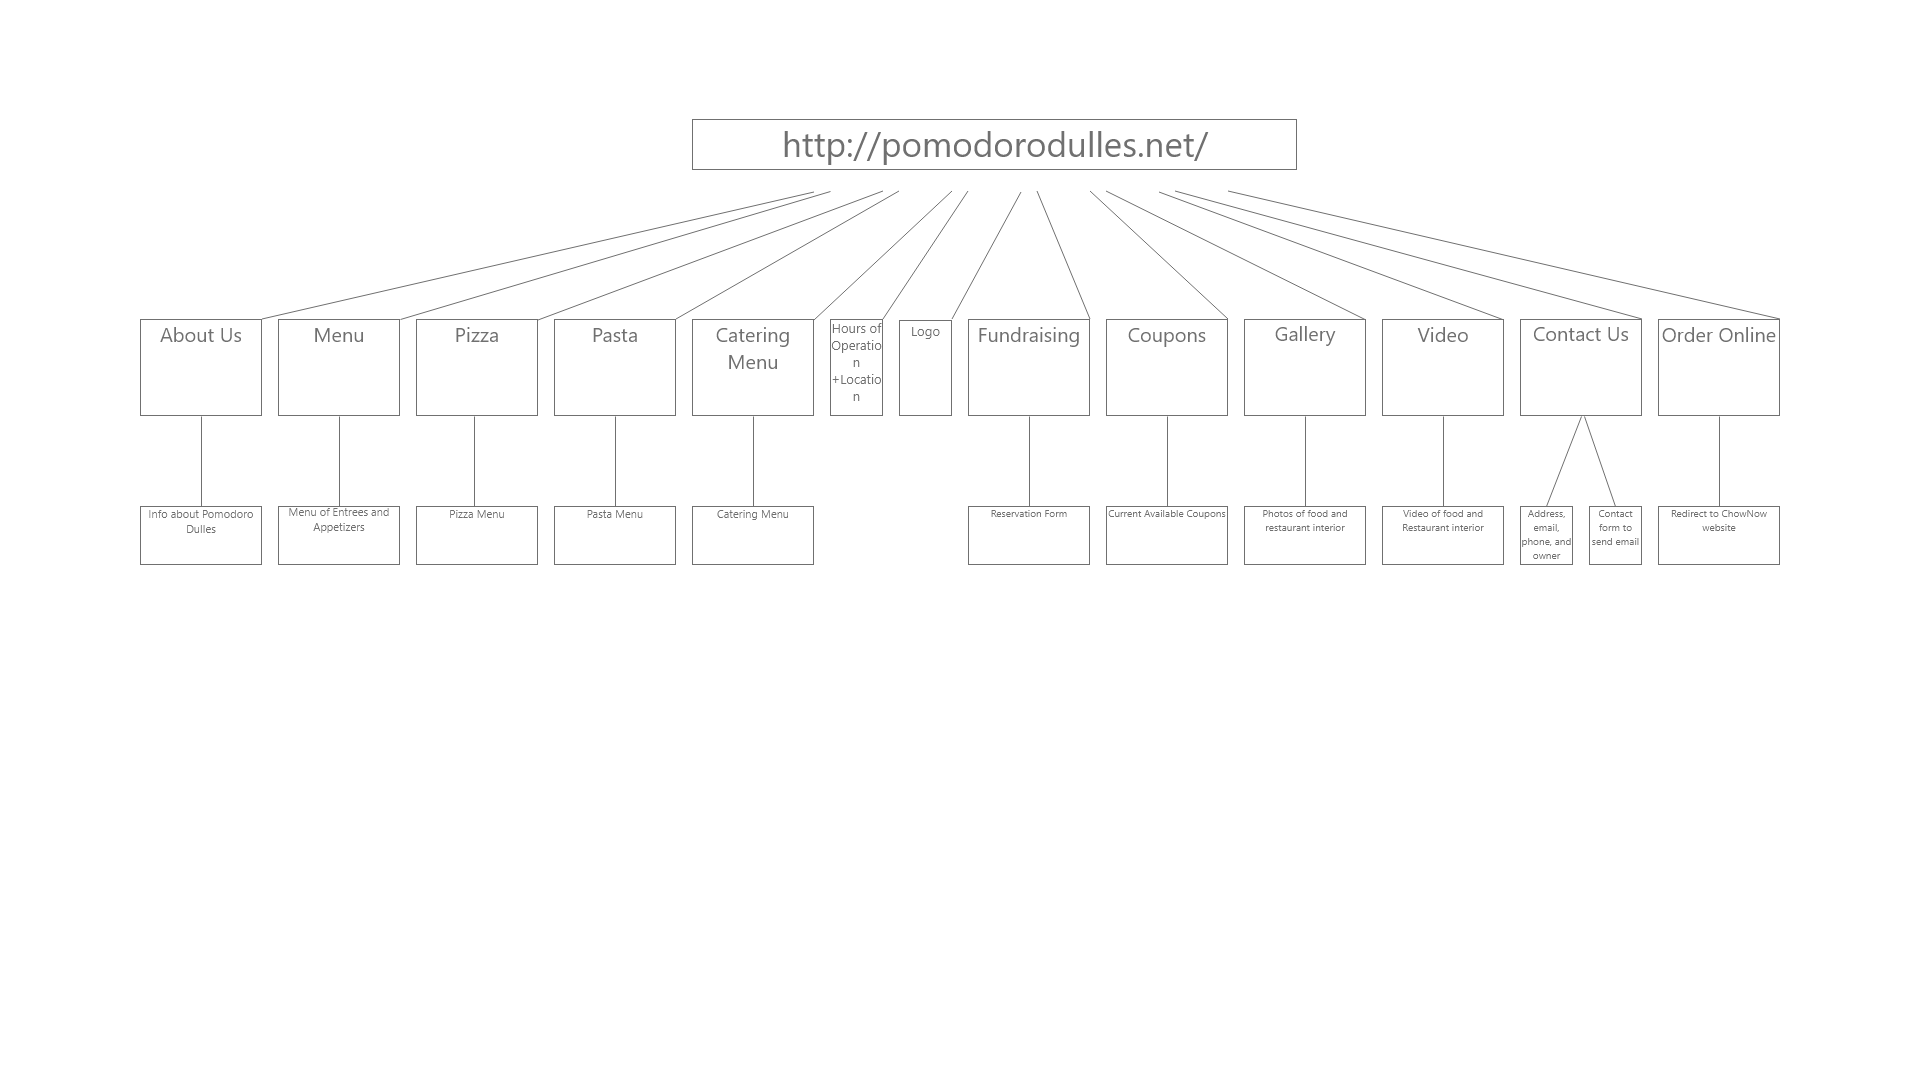 http://pomodorodulles.net/
About Us
Menu
Pizza
Pasta
Catering
Menu
Hours of
Operatio
n
+Locatio
n
Logo
Fundraising
Coupons
Gallery
Video
Contact Us
Order Online
Info about Pomodoro
Dulles
Menu of Entrees and
Appetizers
Pizza Menu
Pasta Menu
Catering Menu
Reservation Form
Current Available Coupons
Photos of food and
restaurant interior
Video of food and
Restaurant interior
Address,
email,
phone, and
owner
Contact
form to
send email
Redirect to ChowNow
website